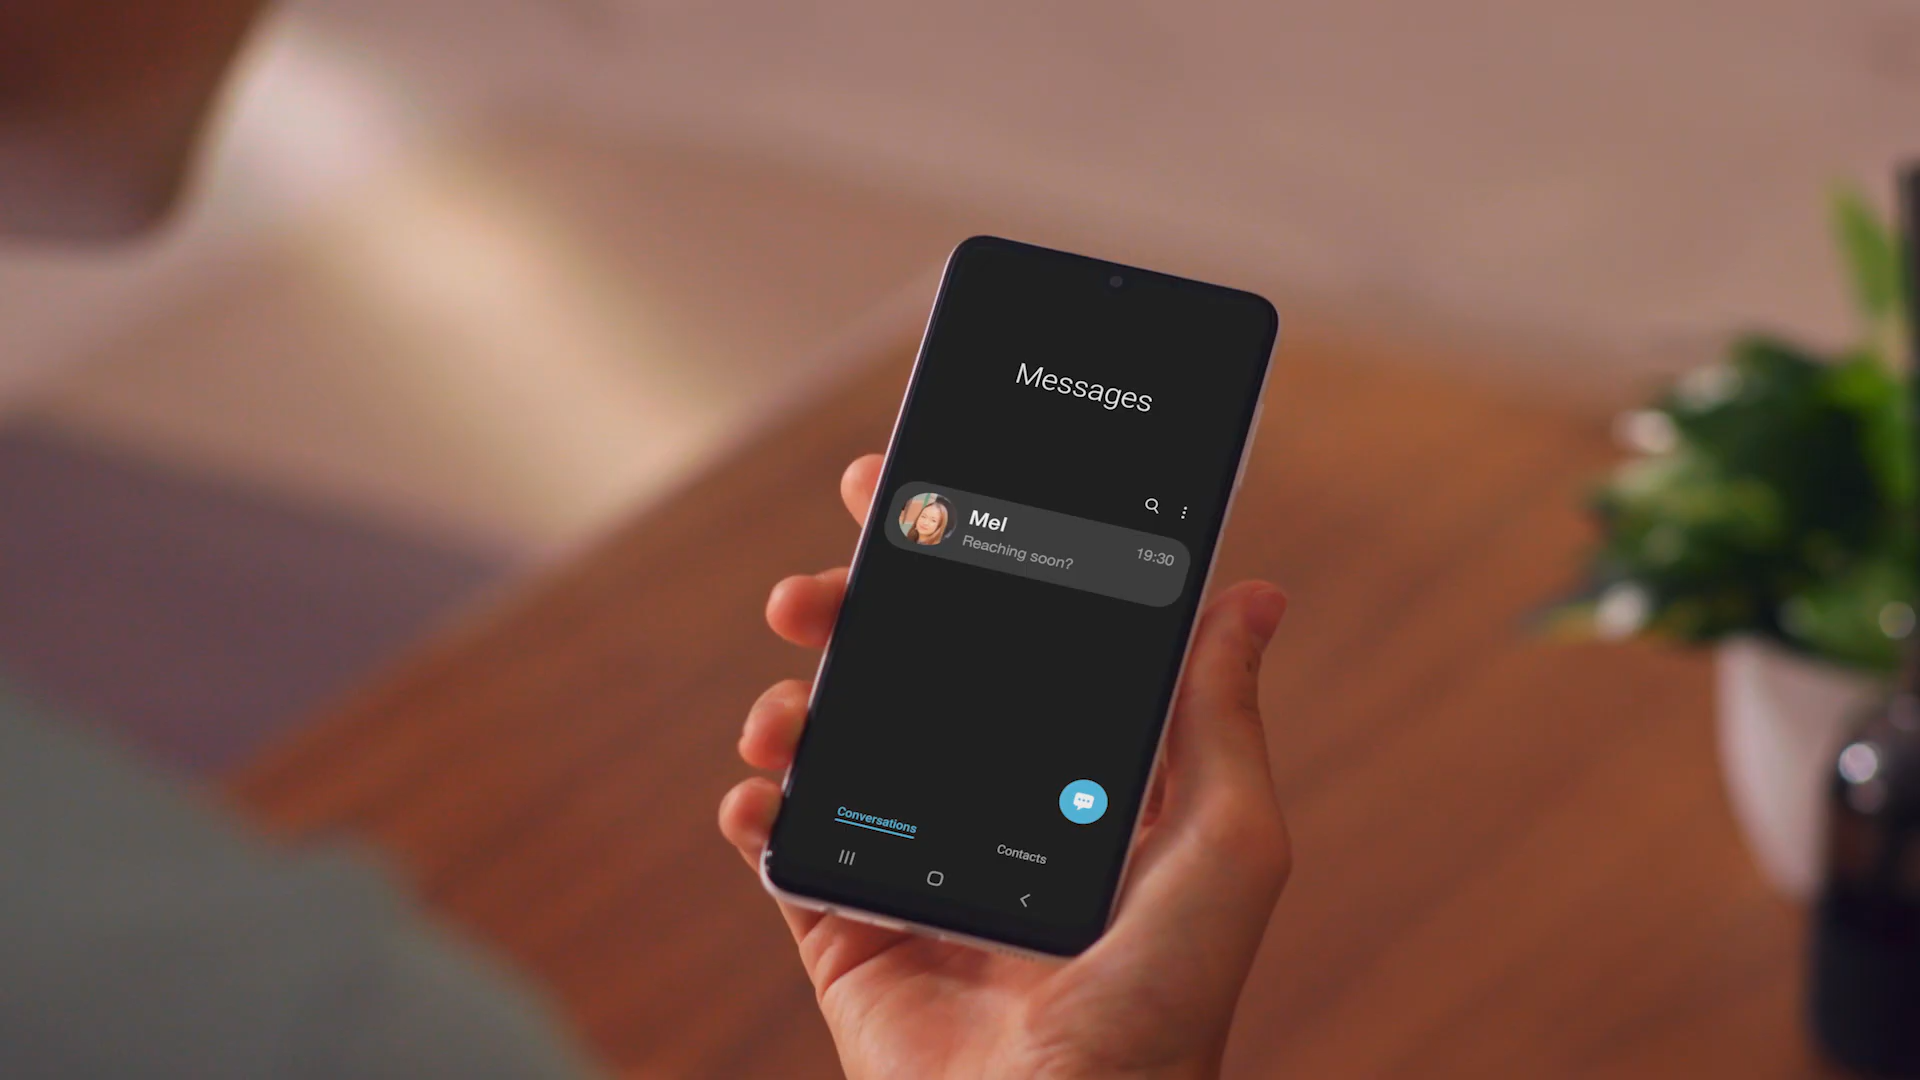 Messages
Mel
Reaching soon?
19:30
Conversations
Contacts